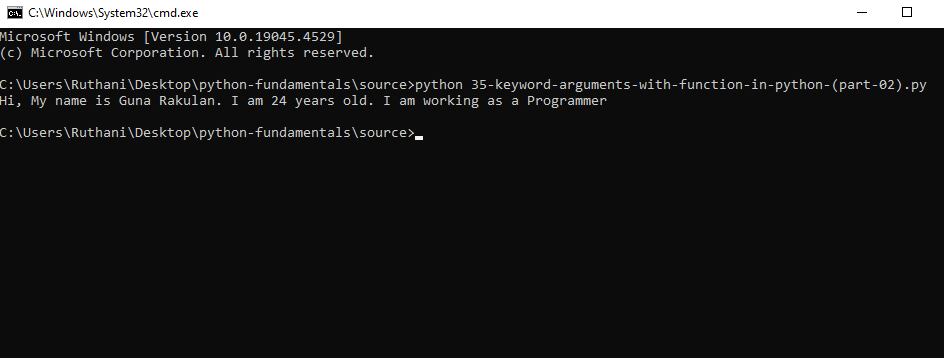 C:\Windows\System32\cmd.exe
Microsoft Windows [Version 10.0.19045.4529]
(c) Microsoft Corporation. All rights reserved.
C:\Users\Ruthani\Desktop\python-fundamentals\source>python 35-keyword-arguments-with-function-in-python-(part-02).py
Hi, My name is Guna Rakulan. I am 24 years old. I am working as a Programmer
C:\Users\Ruthani\Desktop\python-fundamentals\source>